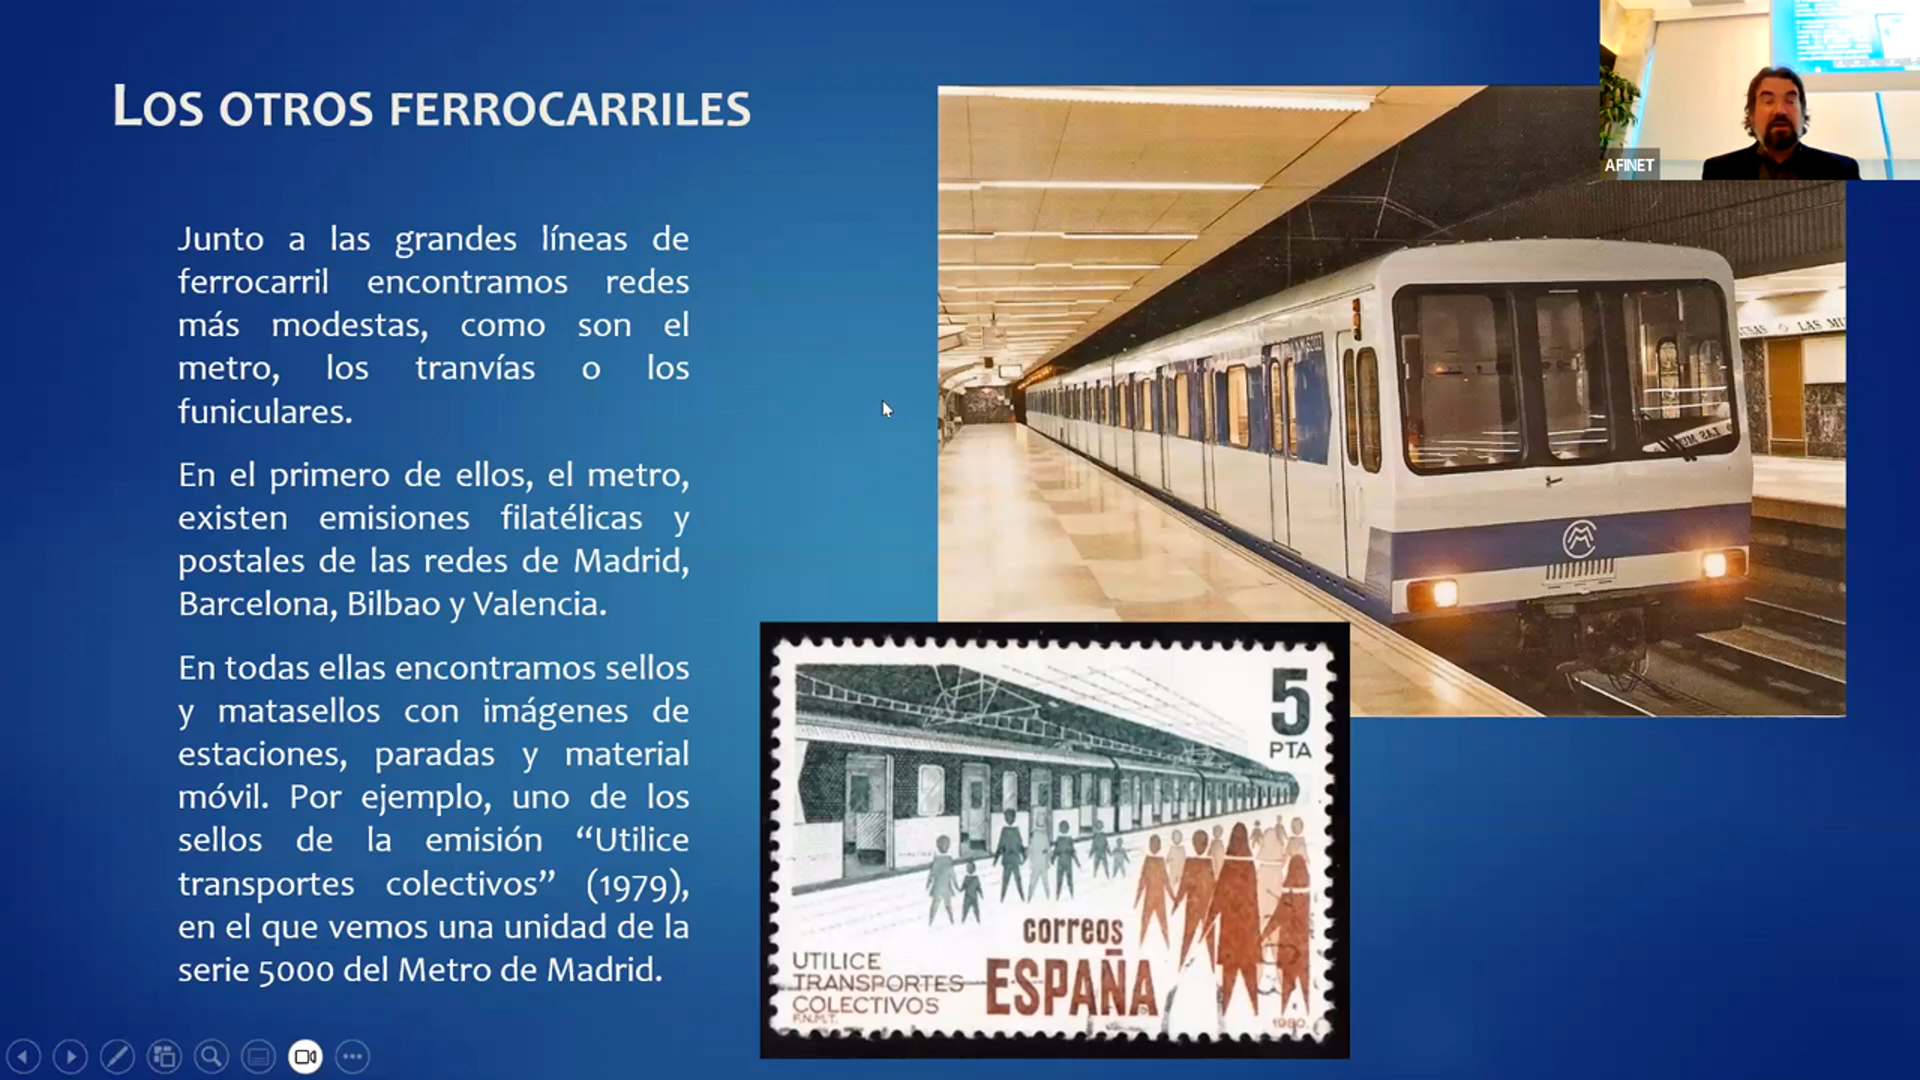 LOS OTROS FERROCARRILES
Junto a las grandes líneas de
ferrocarril encontramos redes
más modestas, como son el
metro, los tranvías o los
funiculares.
En el primero de ellos, el metro,
existen emisiones filatélicas y
postales de las redes de Madrid,
Barcelona, Bilbao y Valencia.
En todas ellas encontramos sellos
y matasellos con imágenes de
estaciones, paradas y material
móvil. Por ejemplo, uno de los
sellos de la emisión “Utilice
transportes colectivos” (1979),
en el que vemos una unidad de la
serie 5000 del Metro de Madrid.
AFINET
5
PTA
correos
ESPAÑA
UTILICE
TRANSPORTES
COLECTIVOS
F.N.M.T.
1980.